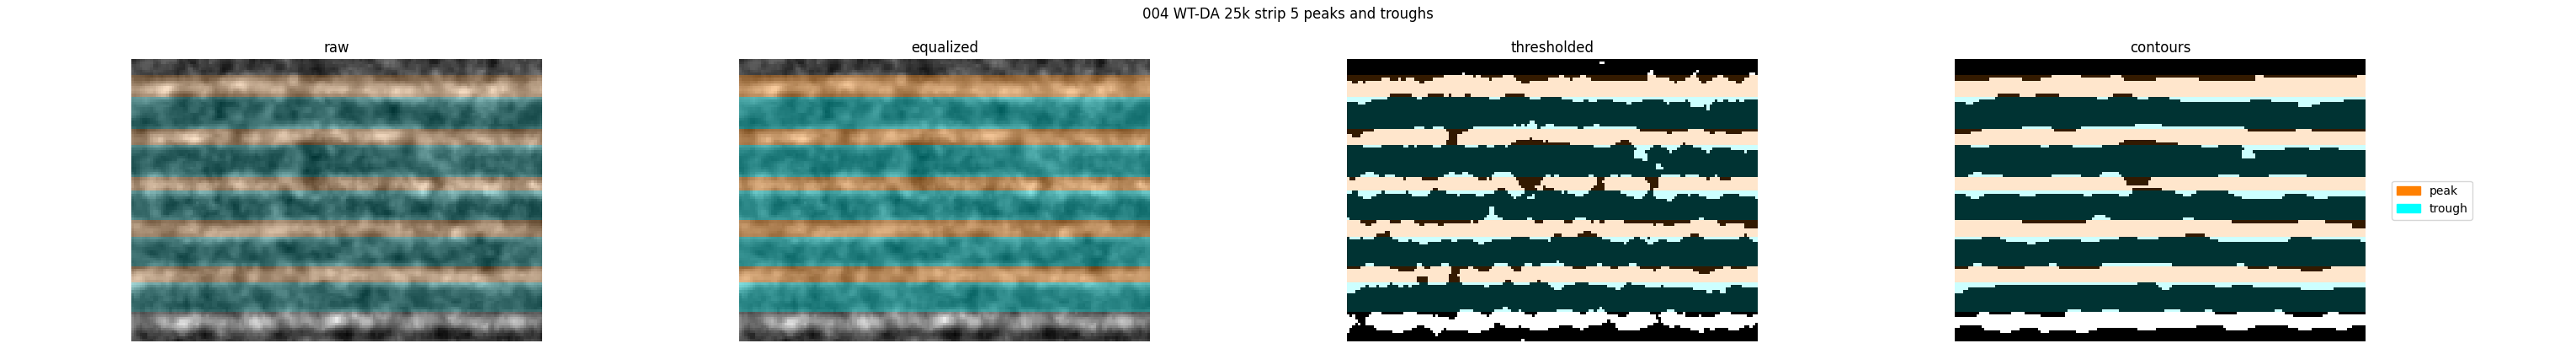 004 WT-DA 25k strip 5 peaks and troughs
raw
equalized
thresholded
contours
peak
trough